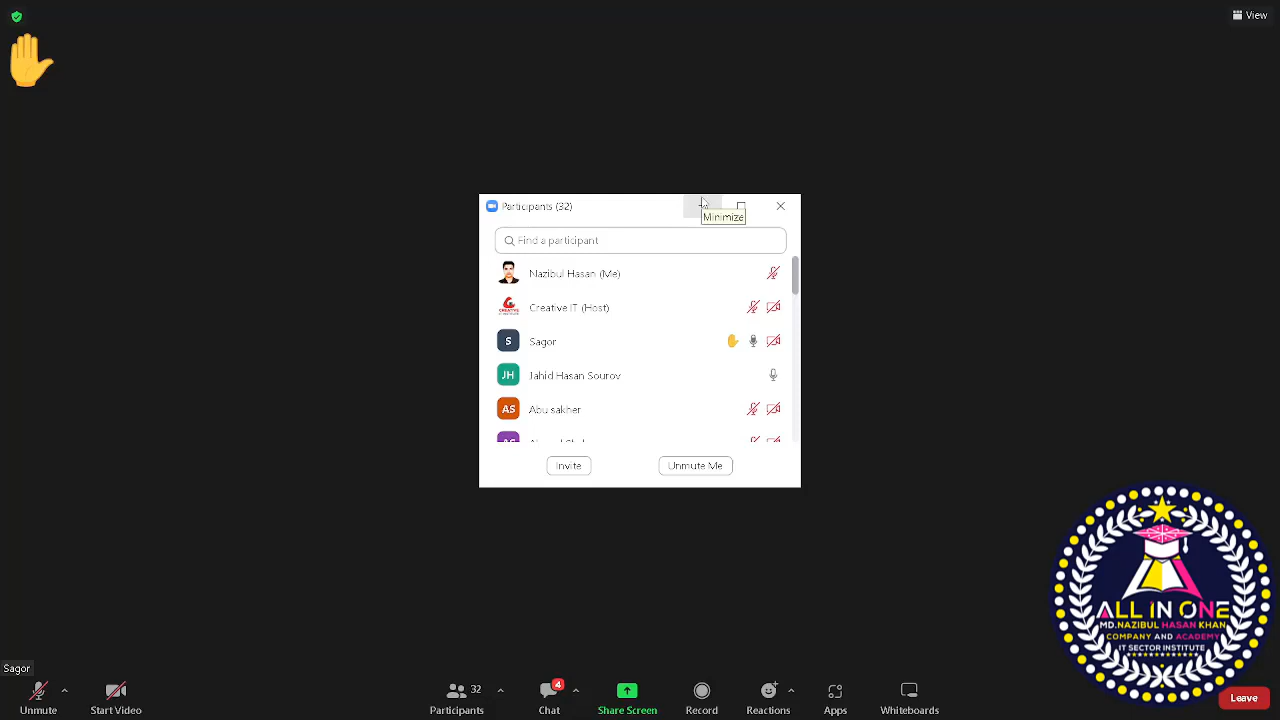 View
Participants (32)
Minimize
Find a participant
Nazibul Hasan (Me)
CREATIVE
Creative IT (Host)
S
Sagor
JH
Jahid Hasan Sourov
AS
Abu sakher
Invite
Unmute Me
ALL IN ONE
MD.NAZIBUL HASAN KHAN
COMPANY AND ACADEMY
IT SECTOR INSTITUTE
Sagor
32
4
Unmute
Start Video
Participants
Chat
Share Screen
Record
Reactions
Apps
Whiteboards
Leave